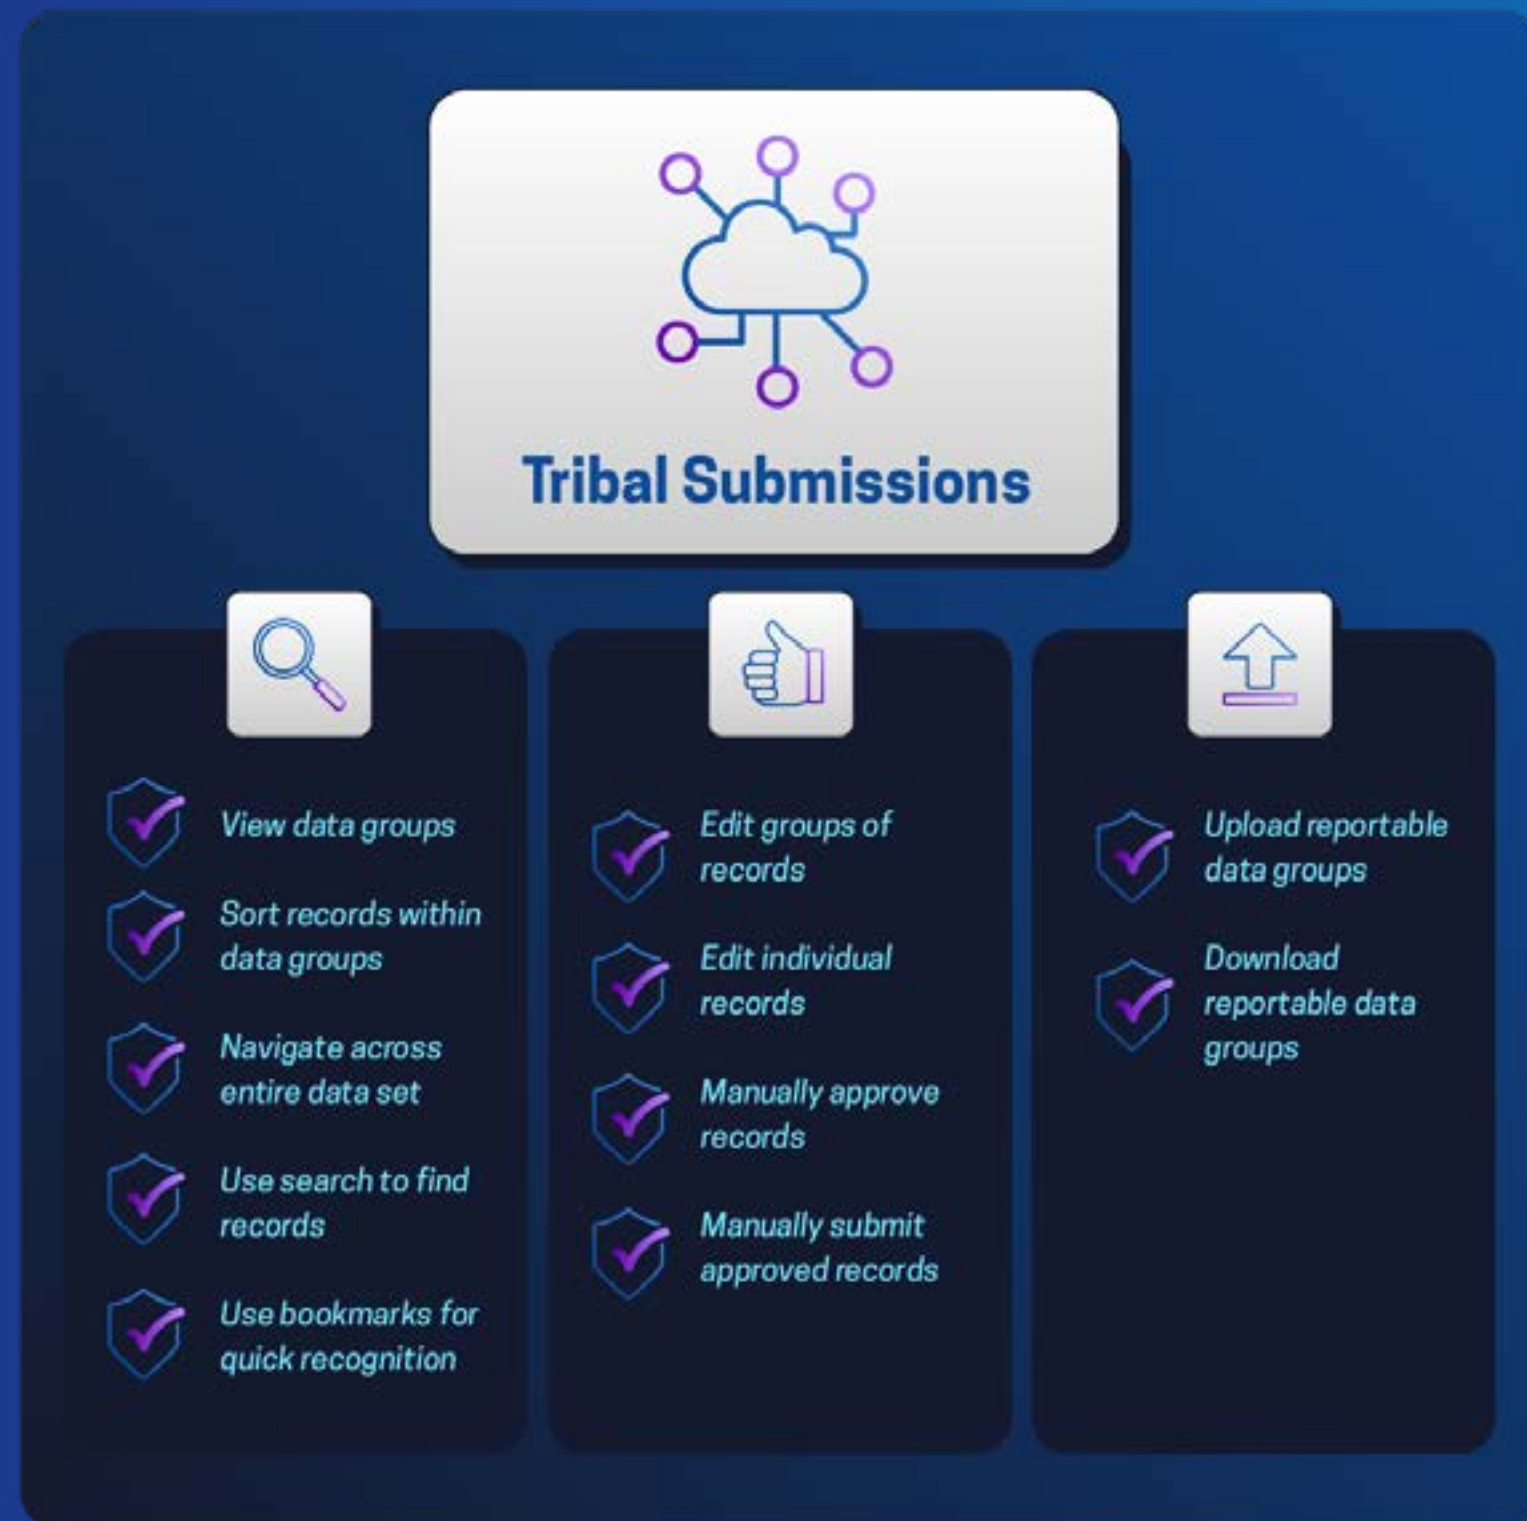 Tribal Submissions
View data groups
Sort records within
data groups
Navigate across
entire data set
Use search to find
records
Use bookmarks for
quick recognition
Edit groups of
records
Edit individual
records
Manually approve
records
Manually submit
approved records
Upload reportable
data groups
Download
reportable data
groups